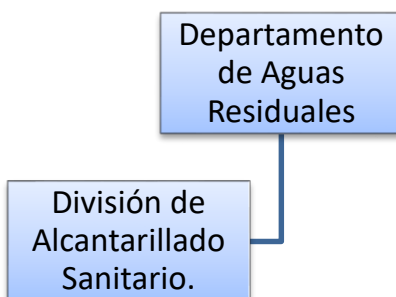 Departamento
de Aguas
Residuales
División de
Alcantarillado
Sanitario.